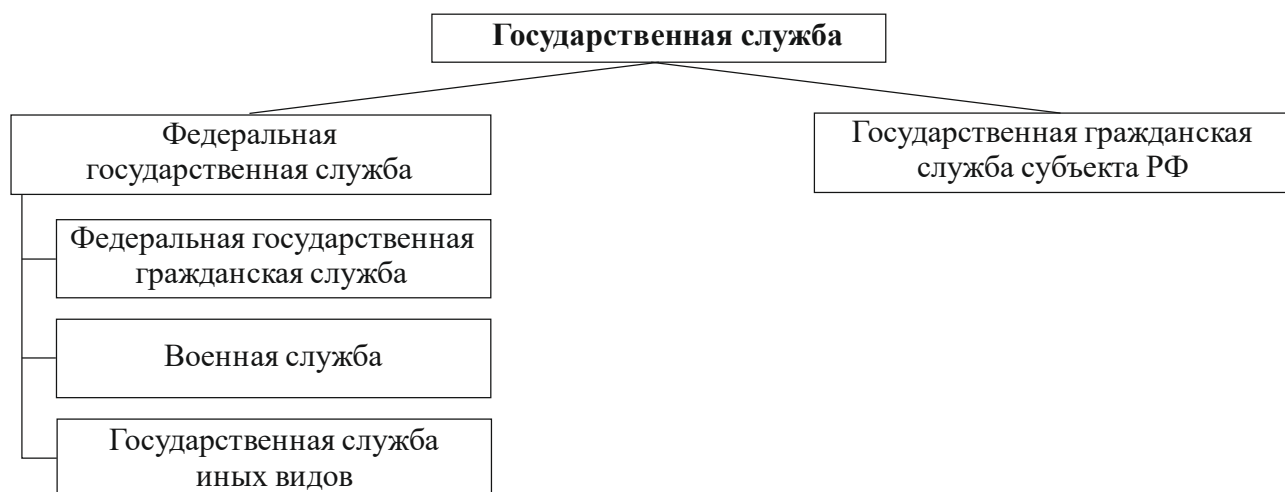 Государственная служба
Федеральная
государственная служба
Государственная гражданская
служба субъекта РФ
Федеральная государственная
гражданская служба
Военная служба
Государственная служба
иных видов